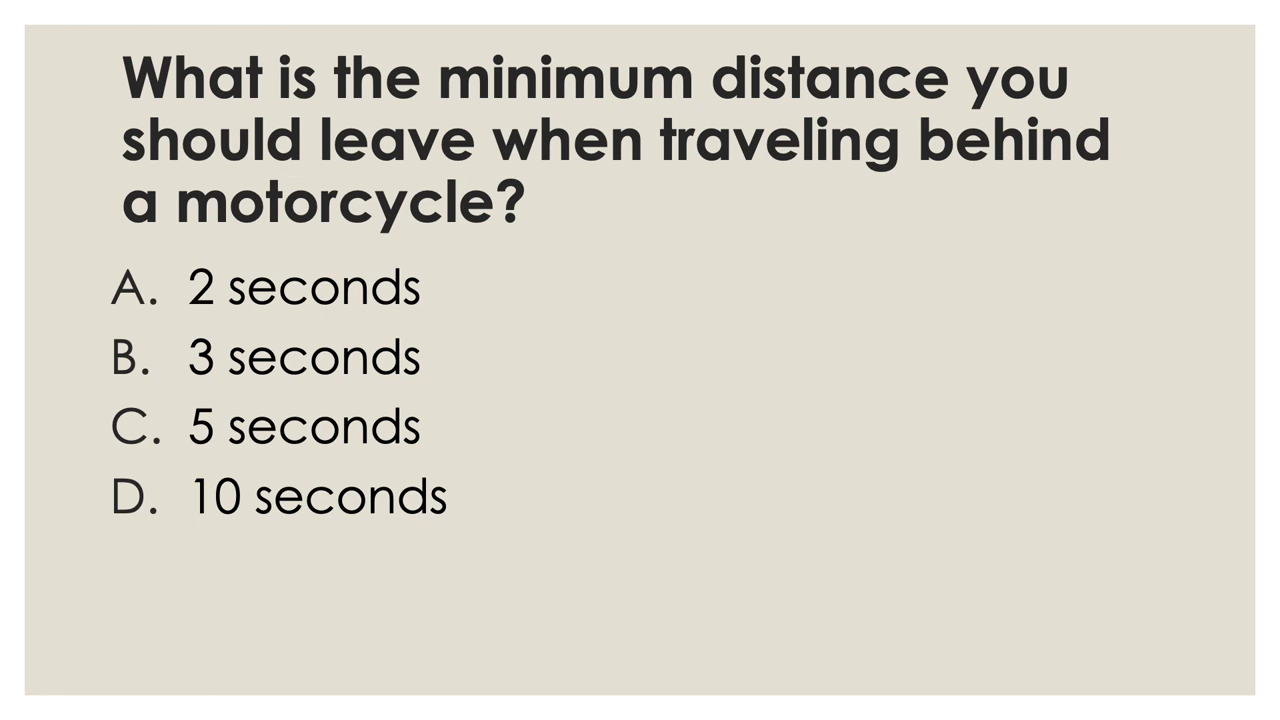 What is the minimum distance you
should leave when traveling behind
a motorcycle?
A. 2 seconds
B. 3 seconds
C. 5 seconds
D. 10 seconds